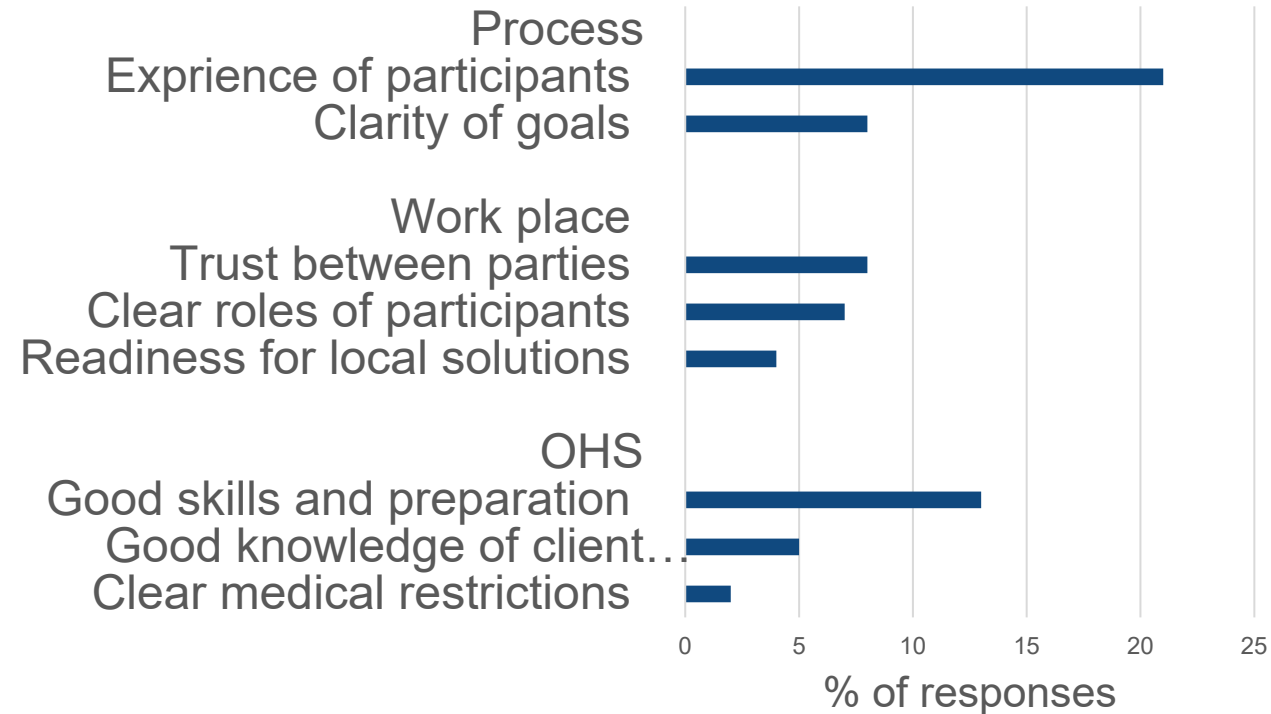 Process
Exprience of participants
Clarity of goals
Work place
Trust between parties
Clear roles of participants
Readiness for local solutions
OHS
Good skills and preparation
Good knowledge of client…
Clear medical restrictions
0 5 10 15 20 25
% of responses